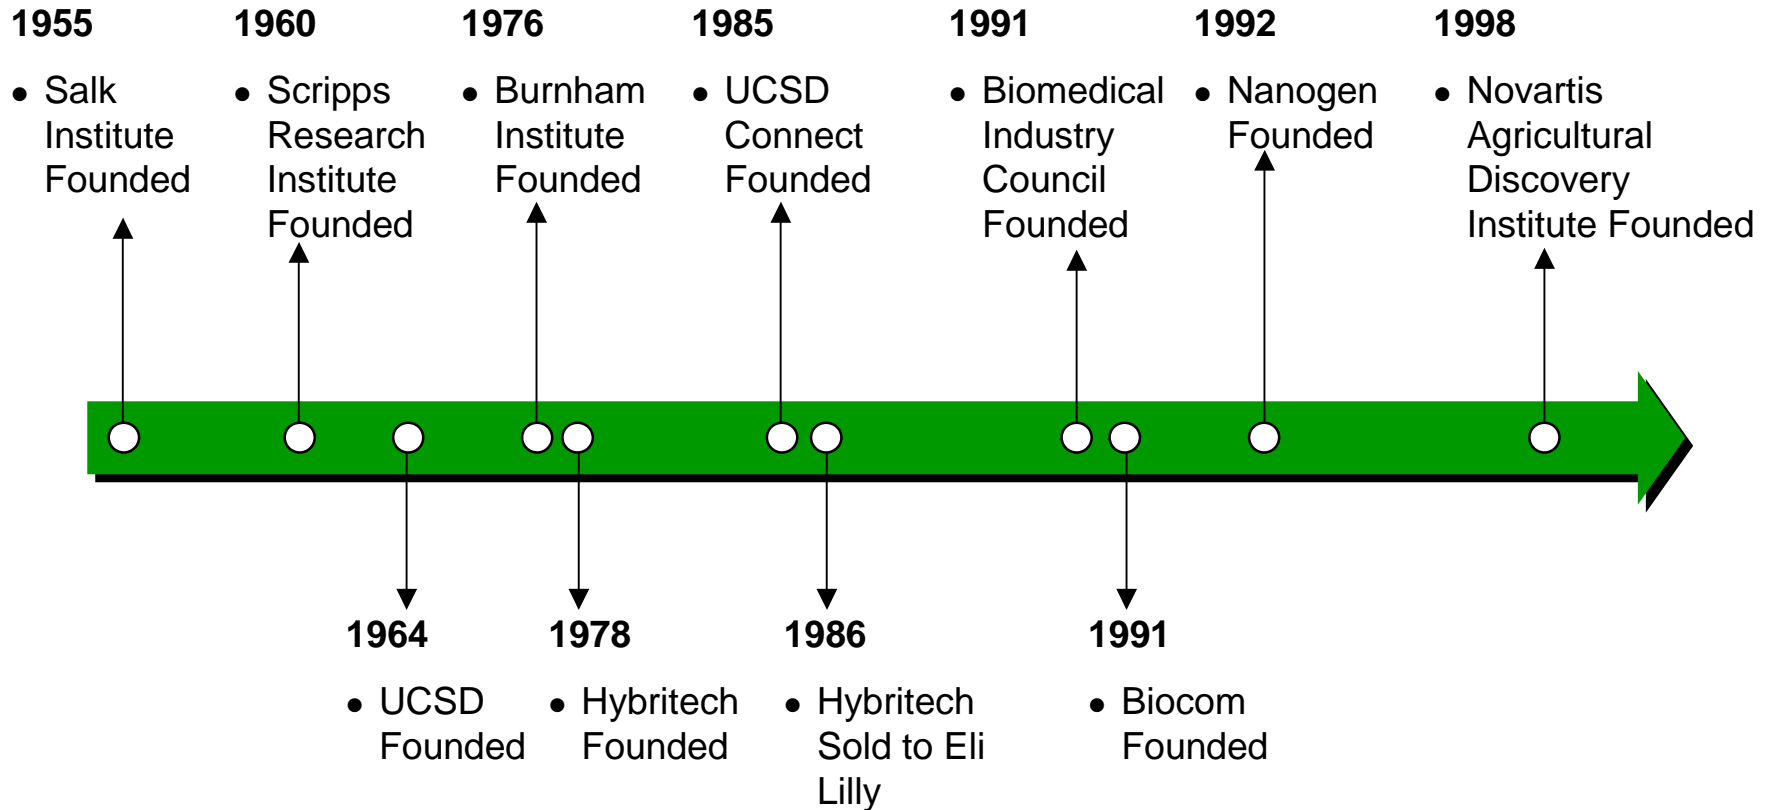 1955
● Salk
Institute
Founded
1960
● Scripps
Research
Institute
Founded
1976
● Burnham
Institute
Founded
1985
● UCSD
Connect
Founded
1991
● Biomedical
Industry
Council
Founded
1992
● Nanogen
Founded
1998
● Novartis
Agricultural
Discovery
Institute Founded
1964
● UCSD
Founded
1978
● Hybritech
Founded
1986
● Hybritech
Sold to Eli
Lilly
1991
● Biocom
Founded